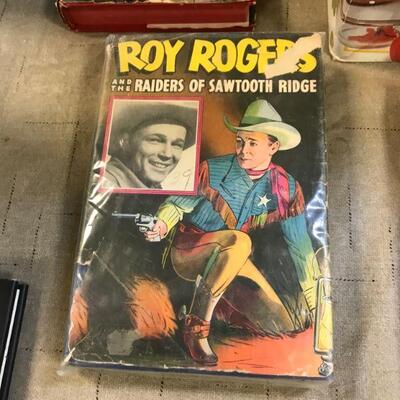 ROY ROGERS
AND THE RAIDERS OF SAWTOOTH RIDGE